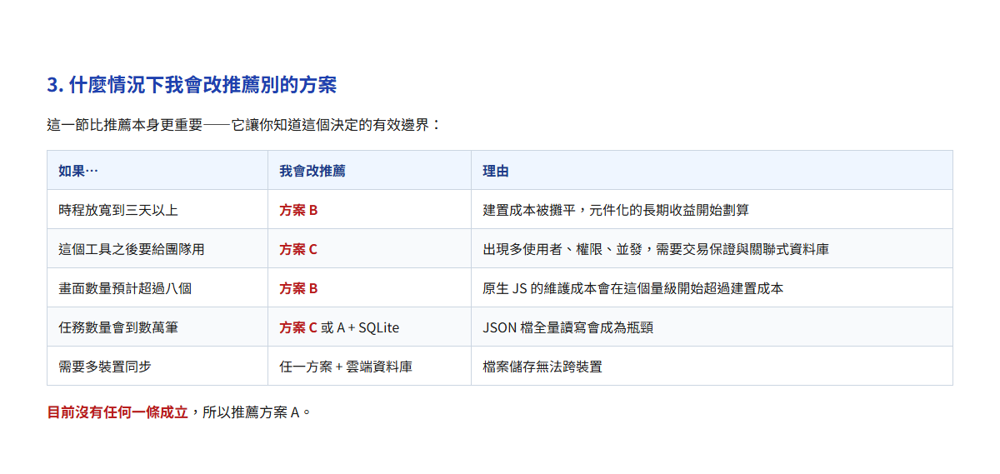 3. 什麼情況下我會改推薦別的方案
這一節比推薦本身更重要──它讓你知道這個決定的有效邊界：
如果⋯ 我會改推薦 理由
時程放寬到三天以上 方案 B 建置成本被攤平，元件化的長期收益開始劃算
這個工具之後要給團隊用 方案 C 出現多使用者、權限、並發，需要交易保證與關聯式資料庫
畫面數量預計超過八個 方案 B 原生 JS 的維護成本會在這個量級開始超過建置成本
任務數量會到數萬筆 方案 C 或 A + SQLite JSON 檔全量讀寫會成為瓶頸
需要多裝置同步 任一方案 + 雲端資料庫 檔案儲存無法跨裝置
目前沒有任何一條成立，所以推薦方案 A。